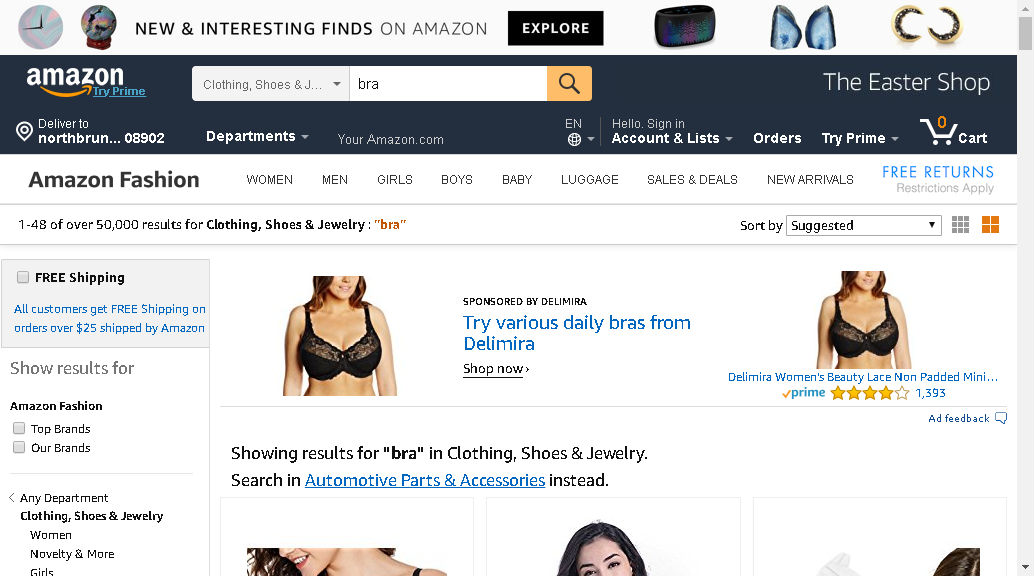 NEW & INTERESTING FINDS ON AMAZON EXPLORE
amazon
Try Prime
Clothing, Shoes & J... bra
The Easter Shop
Deliver to
northbrun... 08902
Departments
Your Amazon.com
EN
Hello. Sign in
Account & Lists
Orders
Try Prime
0
Cart
Amazon Fashion
WOMEN MEN GIRLS BOYS BABY LUGGAGE SALES & DEALS NEW ARRIVALS
FREE RETURNS
Restrictions Apply
1-48 of over 50,000 results for Clothing, Shoes & Jewelry : "bra"
Sort by Suggested
FREE Shipping
All customers get FREE Shipping on
orders over $25 shipped by Amazon
Show results for
Amazon Fashion
Top Brands
Our Brands
Any Department
Clothing, Shoes & Jewelry
Women
Novelty & More
Girls
SPONSORED BY DELIMIRA
Try various daily bras from
Delimira
Shop now ›
Delimira Women's Beauty Lace Non Padded Mini...
prime 1,393
Ad feedback
Showing results for "bra" in Clothing, Shoes & Jewelry.
Search in Automotive Parts & Accessories instead.